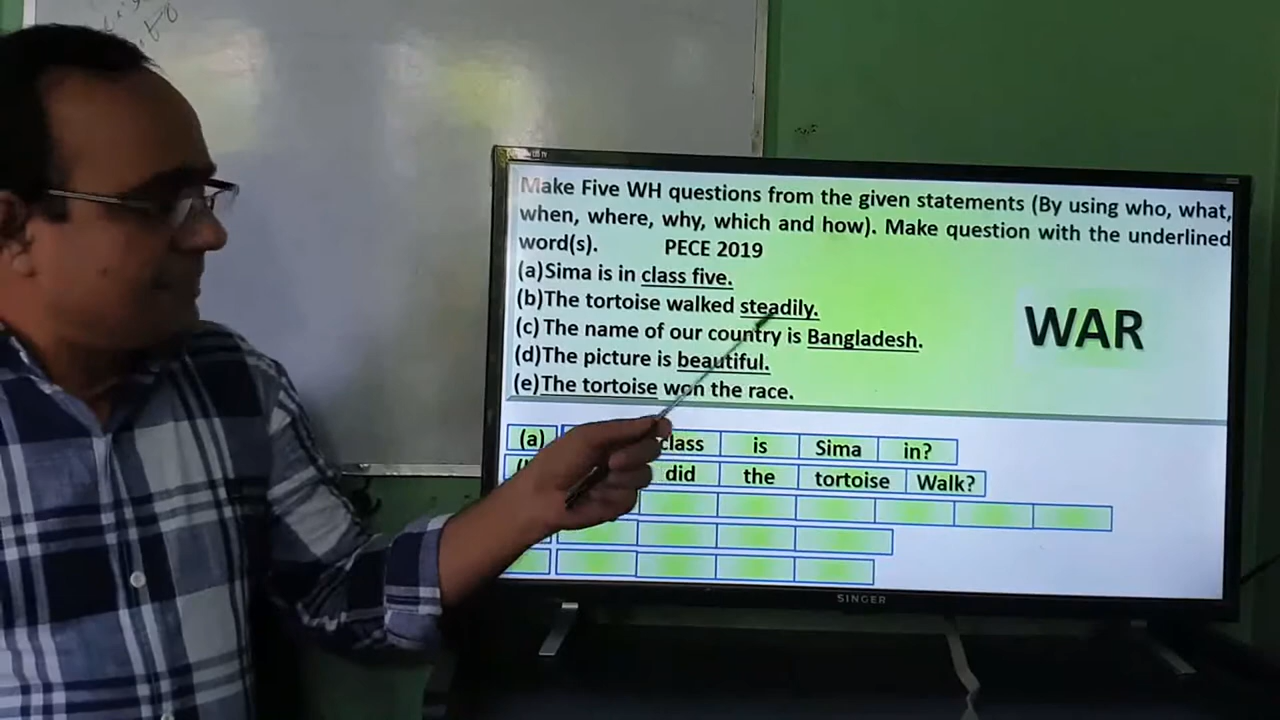 Make Five WH questions from the given statements (By using who, what,
when, where, why, which and how). Make question with the underlined
word(s). PECE 2019
(a)Sima is in class five.
(b)The tortoise walked steadily.
(c) The name of our country is Bangladesh.
(d)The picture is beautiful.
(e)The tortoise won the race.
WAR
(a) class is Sima in?
did the tortoise Walk?
SINGER